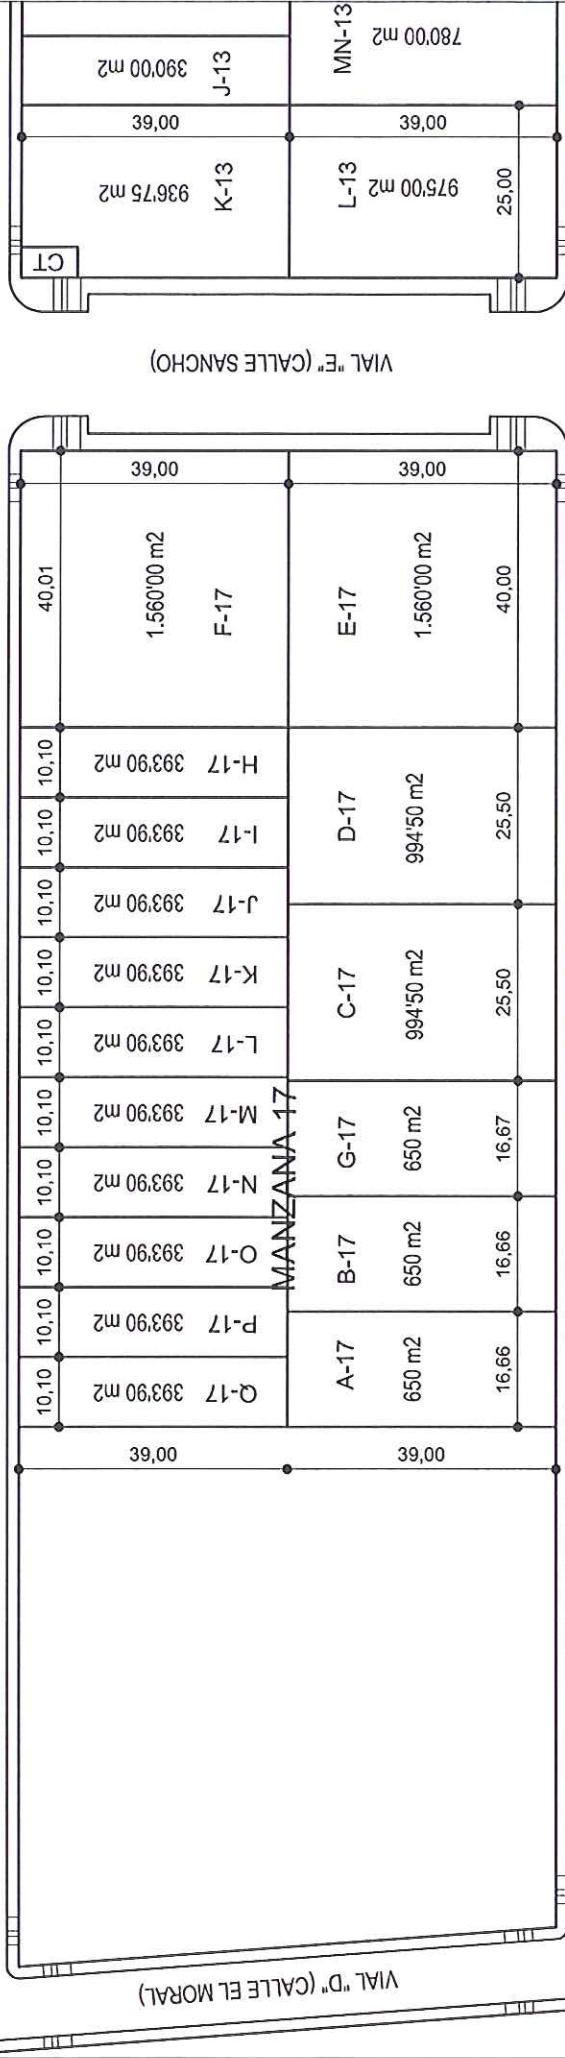 MN-13
780'00 m2
J-13
390'00 m2
39,00
39,00
K-13
936'75 m2
L-13
975'00 m2
25,00
CT
VIAL "E" (CALLE SANCHO)
39,00
39,00
40,01
1.560'00 m2
F-17
E-17
1.560'00 m2
40,00
10,10
393'90 m2
H-17
10,10
393'90 m2
I-17
10,10
393'90 m2
J-17
10,10
393'90 m2
K-17
10,10
393'90 m2
L-17
10,10
393'90 m2
M-17
10,10
393'90 m2
N-17
10,10
393'90 m2
O-17
10,10
393'90 m2
P-17
10,10
393'90 m2
Q-17
MANZANA 17
D-17
994'50 m2
25,50
C-17
994'50 m2
25,50
G-17
650 m2
16,67
B-17
650 m2
16,66
A-17
650 m2
16,66
39,00
39,00
VIAL "D" (CALLE EL MORAL)